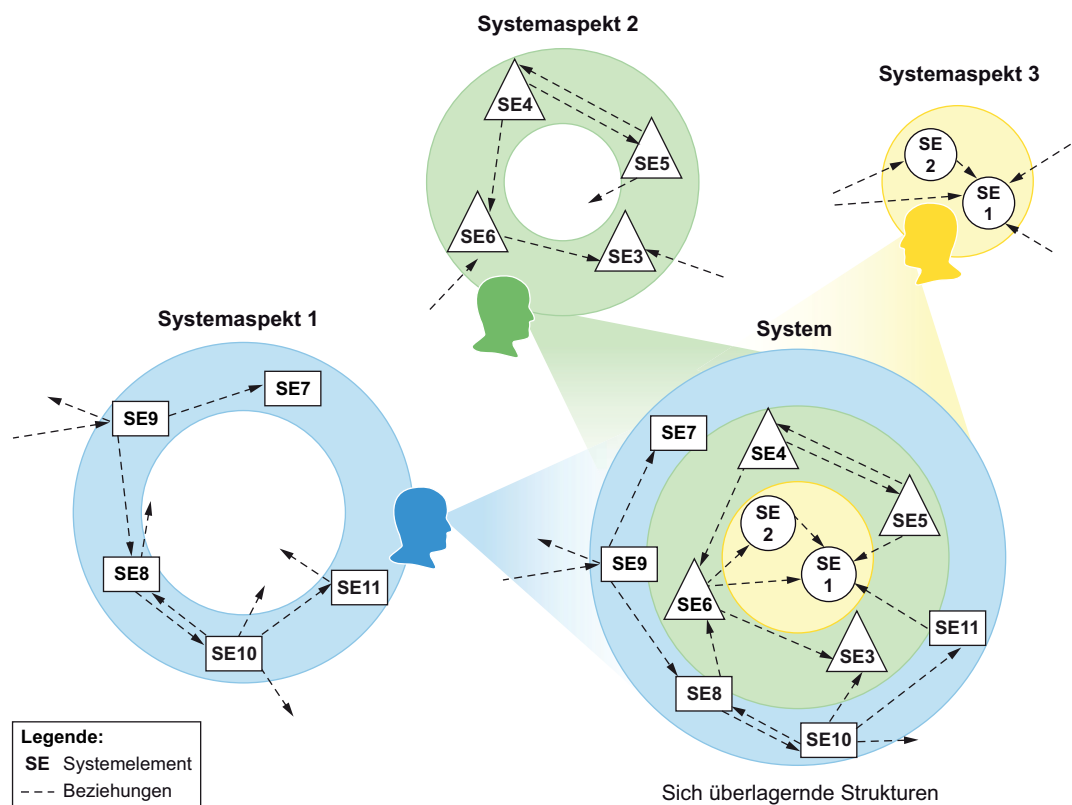 Systemaspekt 2
SE4
SE5
SE6
SE3
Systemaspekt 3
SE
2
SE
1
Systemaspekt 1
SE7
SE9
SE8
SE11
SE10
System
SE7
SE4
SE5
SE
2
SE
1
SE9
SE6
SE3
SE11
SE8
SE10
Sich überlagernde Strukturen
Legende:
SE Systemelement
Beziehungen